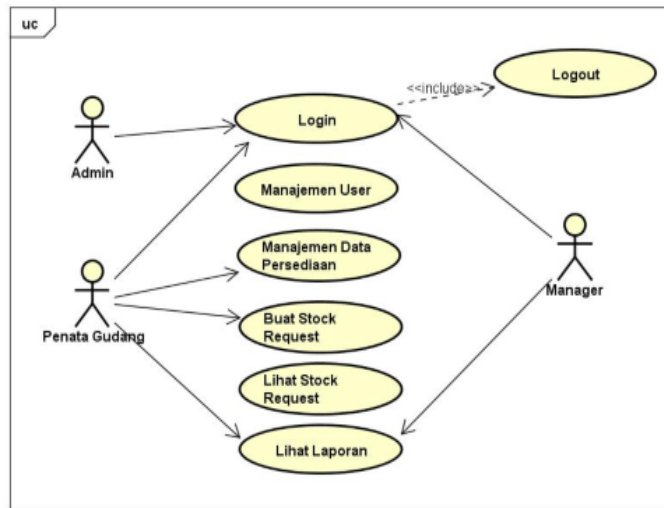 uc
Logout
<<include>>
Login
Admin
Manajemen User
Manajemen Data
Persediaan
Manager
Penata Gudang
Buat Stock
Request
Lihat Stock
Request
Lihat Laporan